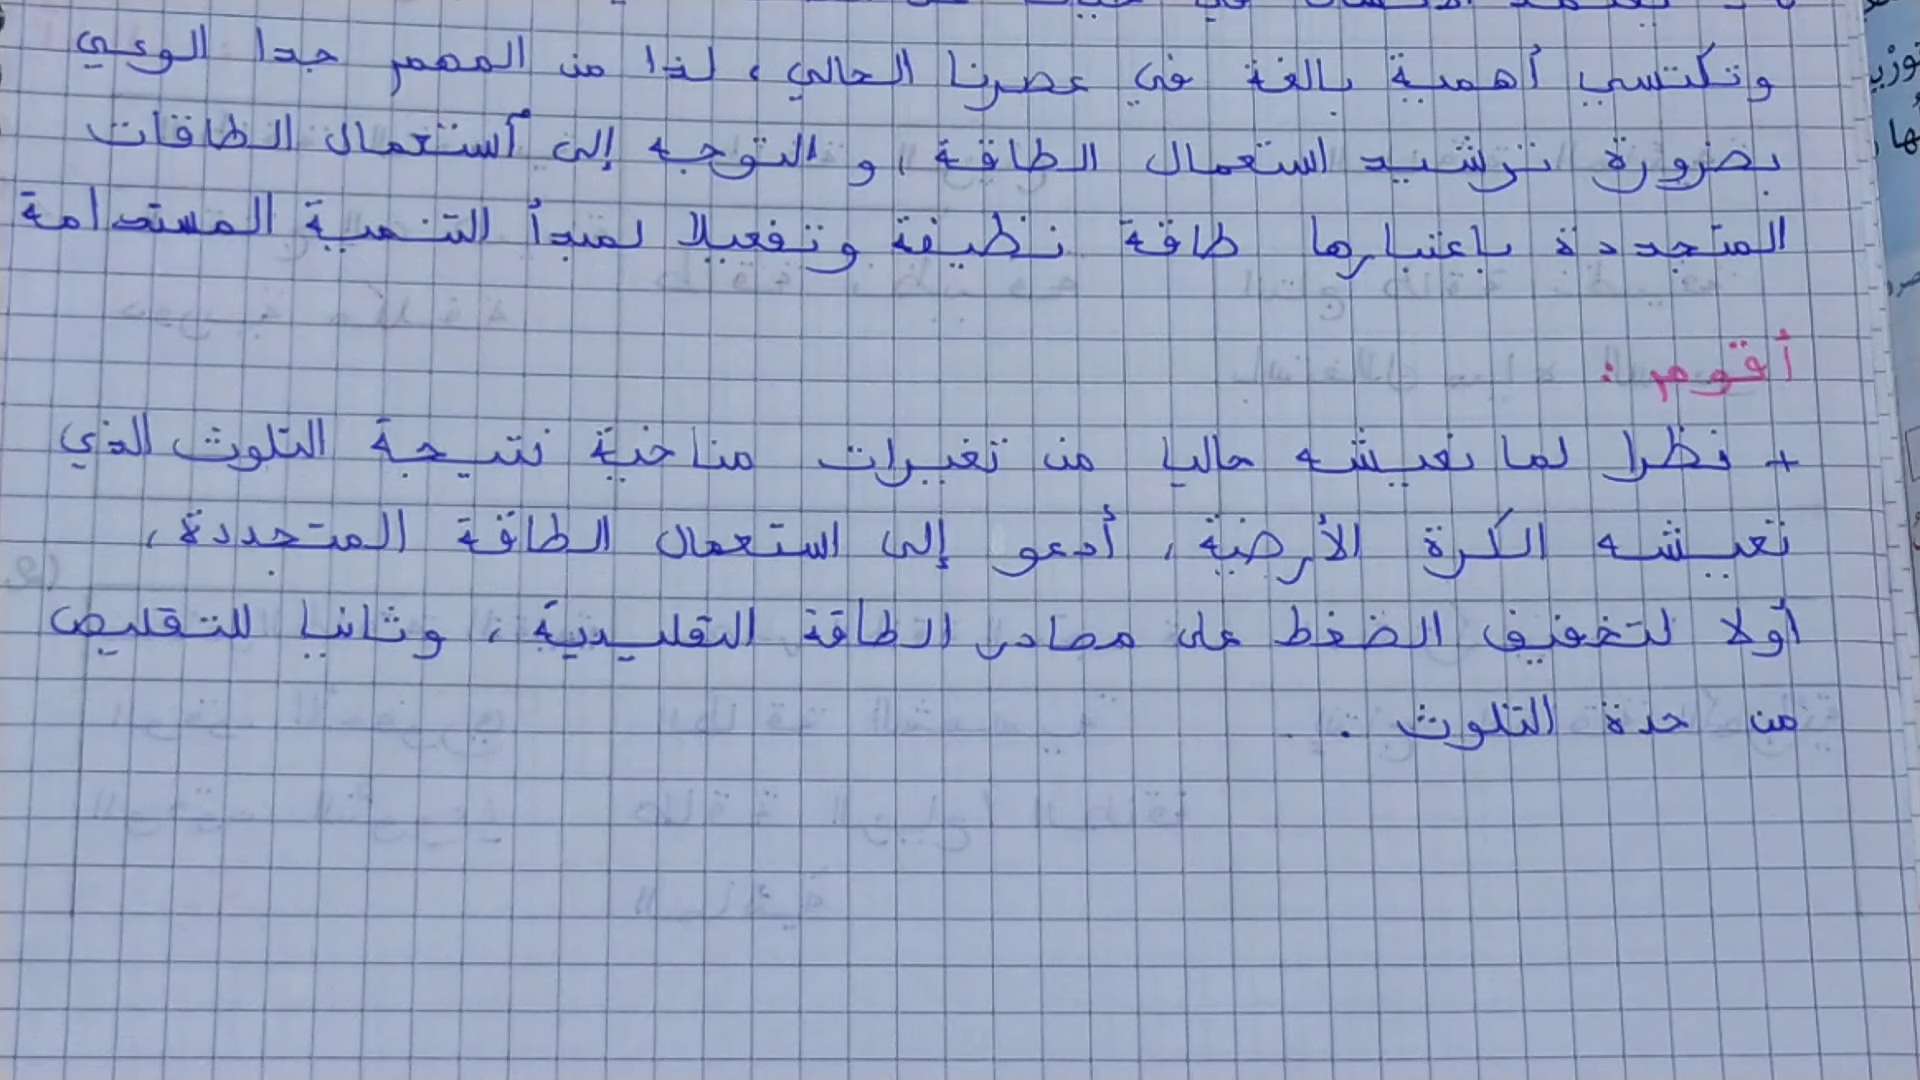 وتكتسي أهمية بالغة في عصرنا الحالي، لذا من المهم جدا الوعي
بضرورة ترشيد استعمال الطاقة، و التوجه إلى أستعمال الطاقات
المتجددة باعتبارها طاقة نظيفة وتفعيلا لمبدأ التنمية المستدامة
أقوم:
+ نظرا لما نعيشه حاليا من تغيرات مناخية نتيجة التلوث الذي
تعيشه الكرة الأرضية، أدعو إلى استعمال الطاقة المتجددة،
أولا لتخفيف الضغط على مصادر الطاقة التقليدية، وثانيا للتقليص
من حدة التلوث.